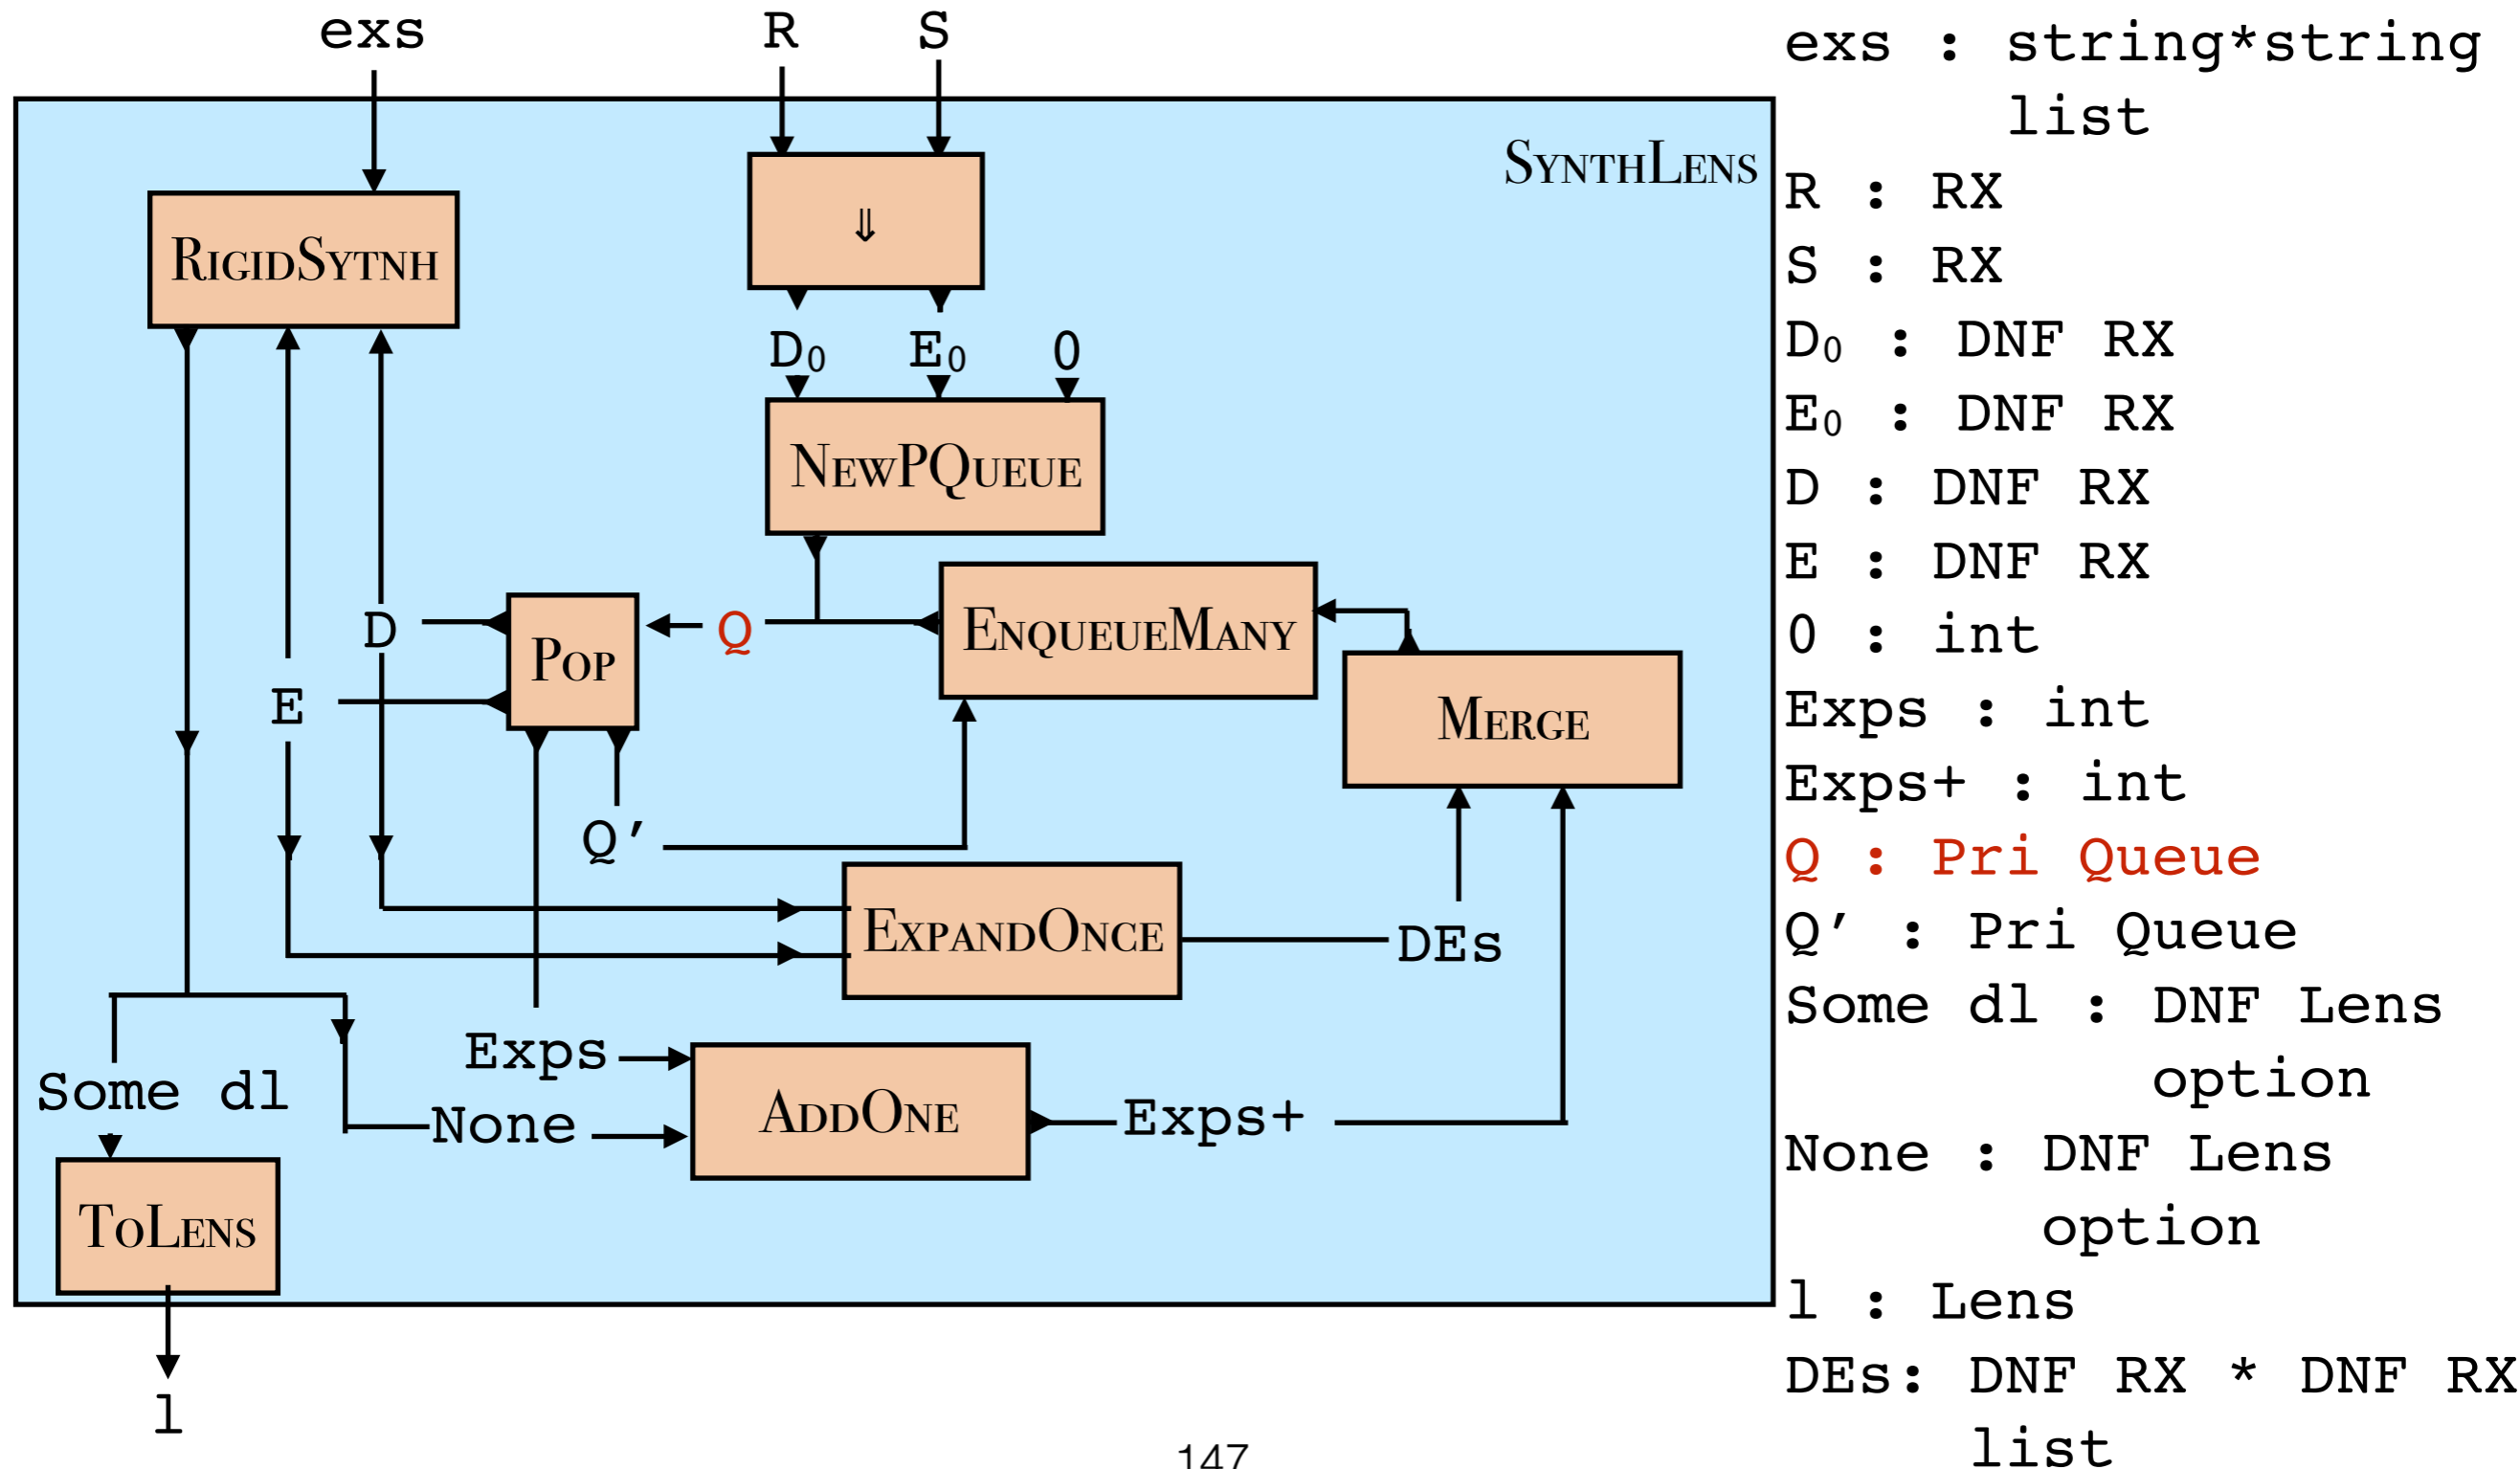 exs
R
S
SYNTHLENS
RIGIDSYTNH
⇓
D₀
E₀
0
NEWPQUEUE
D
POP
Q
ENQUEUEMANY
E
MERGE
Q’
EXPANDONCE
DEs
Exps
Some dl
None
ADDONE
Exps+
TOLENS
l
exs : string*string
list
R : RX
S : RX
D₀ : DNF RX
E₀ : DNF RX
D : DNF RX
E : DNF RX
0 : int
Exps : int
Exps+ : int
Q : Pri Queue
Q’ : Pri Queue
Some dl : DNF Lens
option
None : DNF Lens
option
l : Lens
DEs: DNF RX * DNF RX
list
147